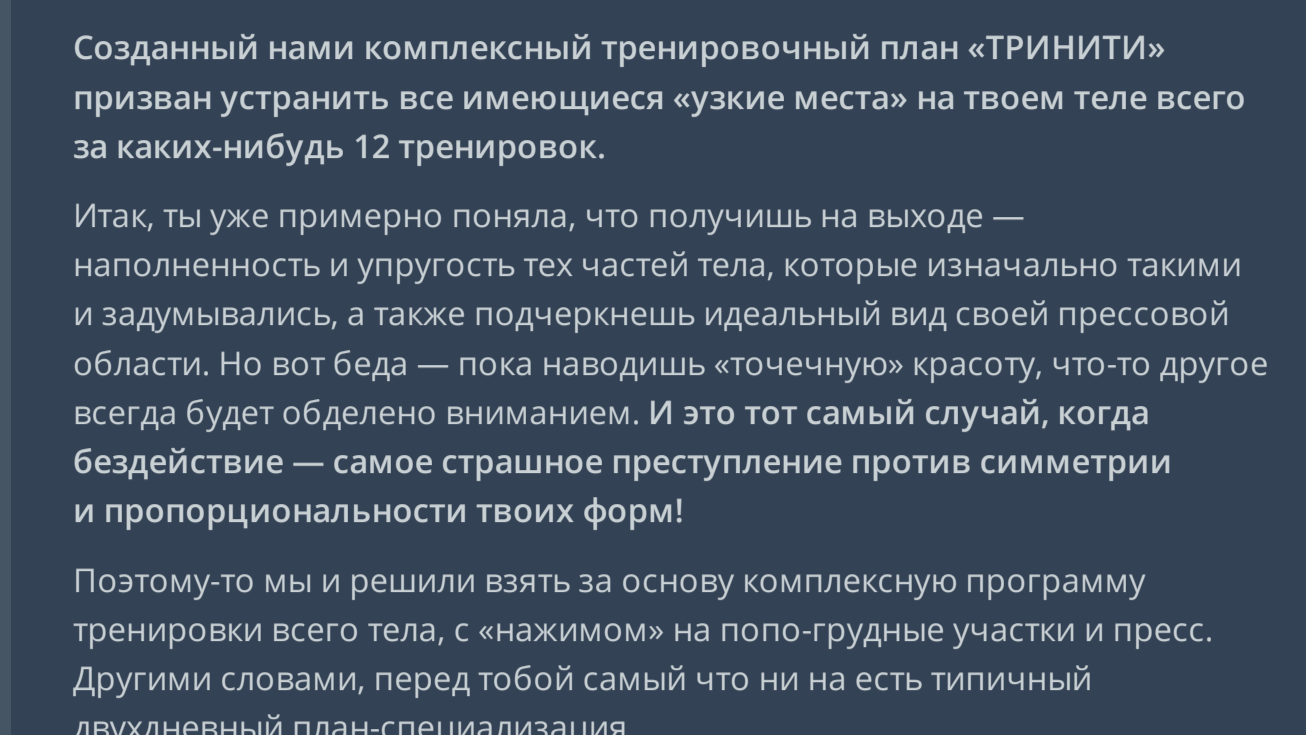 Созданный нами комплексный тренировочный план «ТРИНИТИ»
призван устранить все имеющиеся «узкие места» на твоем теле всего
за каких-нибудь 12 тренировок.
Итак, ты уже примерно поняла, что получишь на выходе —
наполненность и упругость тех частей тела, которые изначально такими
и задумывались, а также подчеркнешь идеальный вид своей прессовой
области. Но вот беда — пока наводишь «точечную» красоту, что-то другое
всегда будет обделено вниманием. И это тот самый случай, когда
бездействие — самое страшное преступление против симметрии
и пропорциональности твоих форм!
Поэтому-то мы и решили взять за основу комплексную программу
тренировки всего тела, с «нажимом» на попо-грудные участки и пресс.
Другими словами, перед тобой самый что ни на есть типичный
двухдневный план-специализация